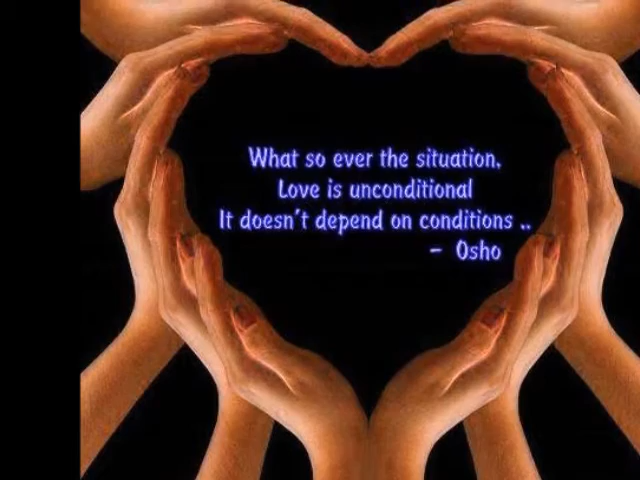 What so ever the situation,
Love is unconditional
It doesn't depend on conditions ..
- Osho